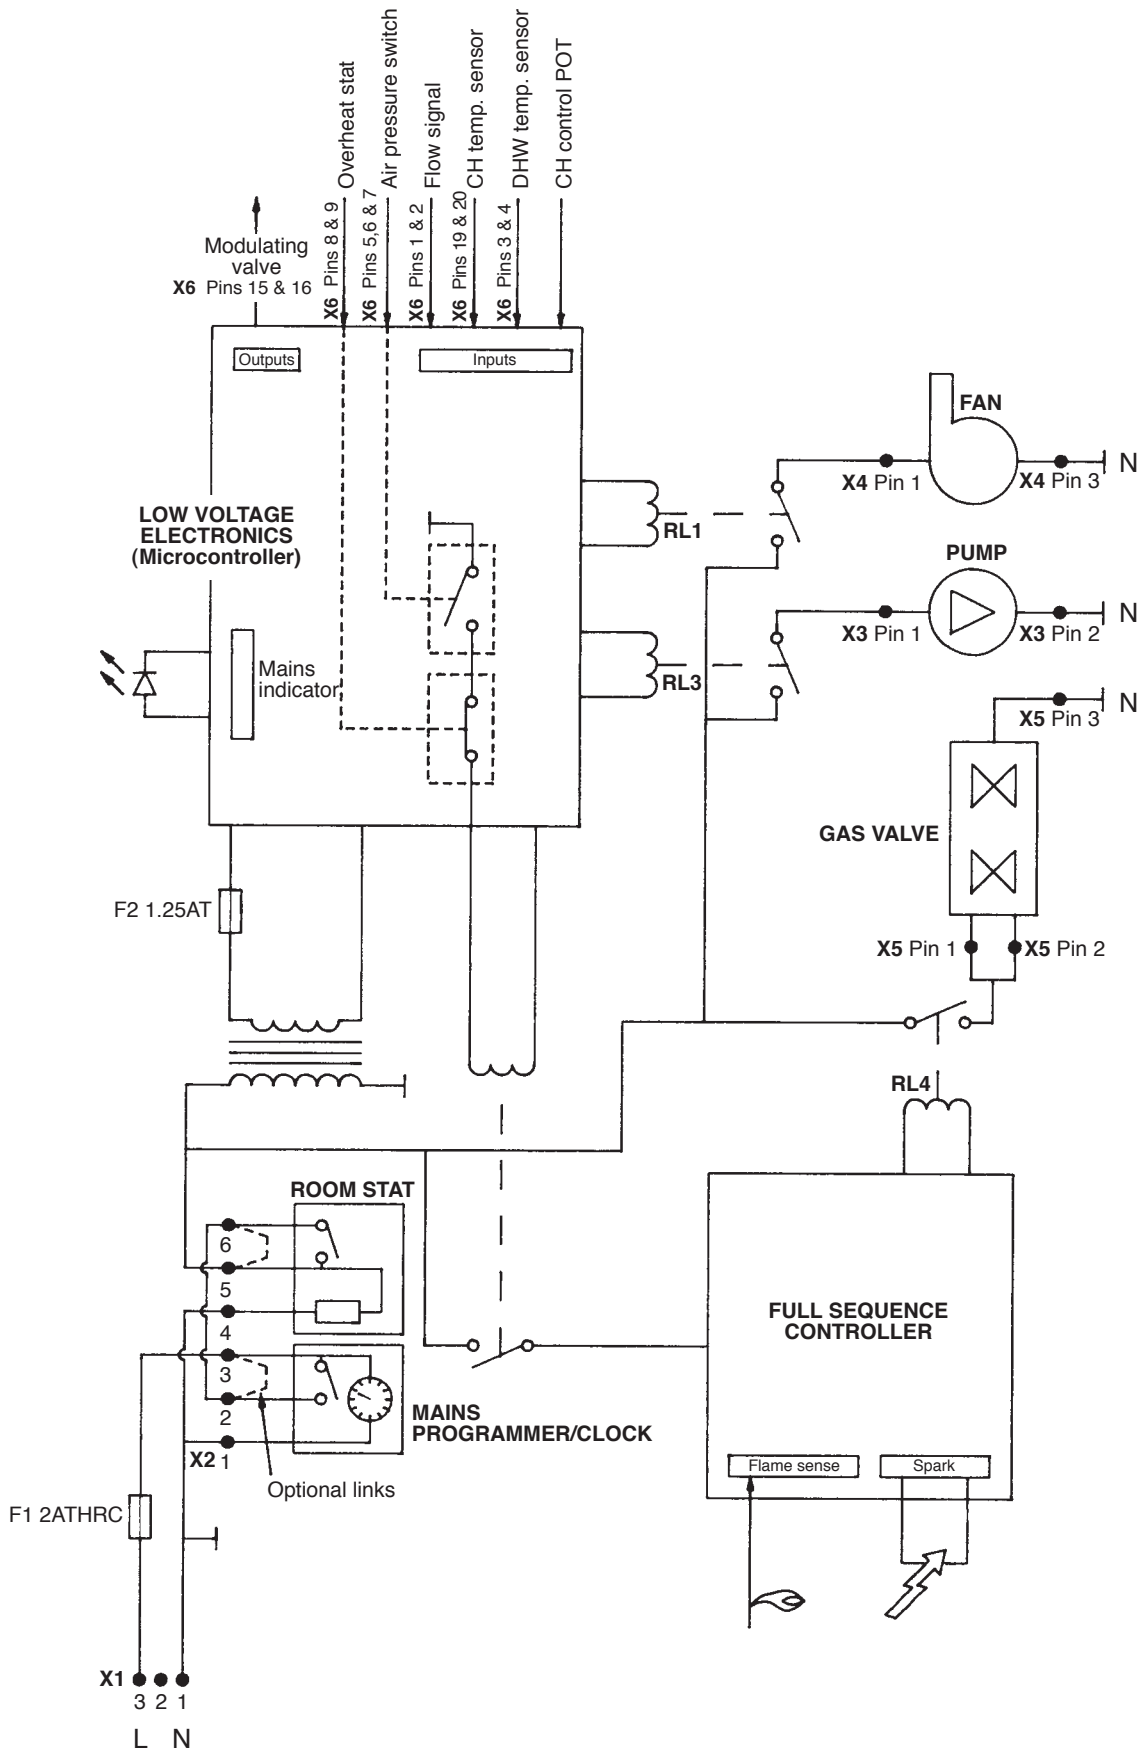 Overheat stat
Air pressure switch
Flow signal
CH temp. sensor
DHW temp. sensor
CH control POT
X6 Pins 8 & 9
X6 Pins 5,6 & 7
X6 Pins 1 & 2
X6 Pins 19 & 20
X6 Pins 3 & 4
Modulating
valve
X6 Pins 15 & 16
Outputs
Inputs
FAN
X4 Pin 1
X4 Pin 3
N
LOW VOLTAGE
ELECTRONICS
(Microcontroller)
RL1
PUMP
X3 Pin 1
X3 Pin 2
N
Mains
indicator
RL3
X5 Pin 3
N
GAS VALVE
F2 1.25AT
X5 Pin 1
X5 Pin 2
RL4
ROOM STAT
6
5
4
3
2
X2 1
FULL SEQUENCE
CONTROLLER
MAINS
PROGRAMMER/CLOCK
Optional links
Flame sense
Spark
F1 2ATHRC
X1
3 2 1
L N